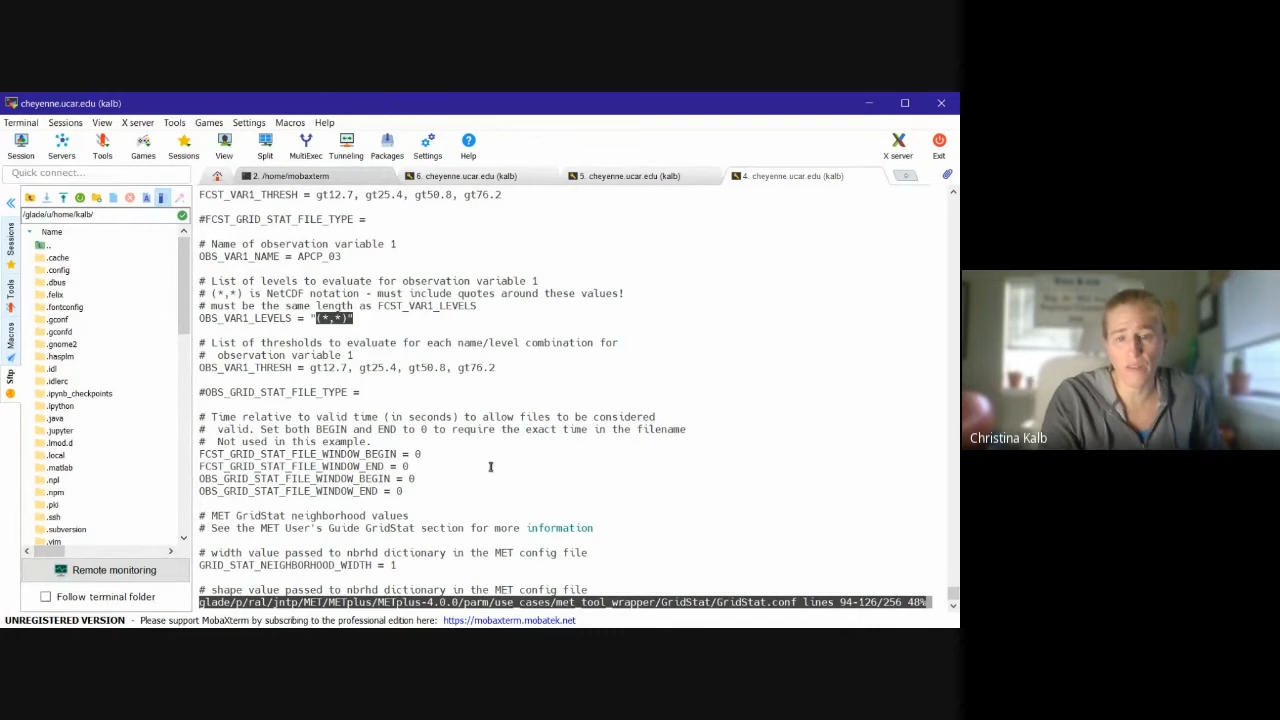 cheyenne.ucar.edu (kalb)
Terminal Sessions View X server Tools Games Settings Macros Help
Session Servers Tools Games Sessions View Split MultiExec Tunneling Packages Settings Help X server Exit
Quick connect...
2. /home/mobaxterm
6. cheyenne.ucar.edu (kalb)
5. cheyenne.ucar.edu (kalb)
4. cheyenne.ucar.edu (kalb)
/glade/u/home/kalb/
Name
..
.cache
.config
.dbus
.felix
.fontconfig
.gconf
.gconfd
.gnome2
.hasplm
.idl
.idlerc
.ipynb_checkpoints
.ipython
.java
.jupyter
.lmod.d
.local
.matlab
.npl
.npm
.pki
.ssh
.subversion
.vim
Sessions
Tools
Macros
Sftp
Remote monitoring
Follow terminal folder
FCST_VAR1_THRESH = gt12.7, gt25.4, gt50.8, gt76.2
#FCST_GRID_STAT_FILE_TYPE =
# Name of observation variable 1
OBS_VAR1_NAME = APCP_03
# List of levels to evaluate for observation variable 1
# (*,*) is NetCDF notation - must include quotes around these values!
# must be the same length as FCST_VAR1_LEVELS
OBS_VAR1_LEVELS = "(*,*)"
# List of thresholds to evaluate for each name/level combination for
#  observation variable 1
OBS_VAR1_THRESH = gt12.7, gt25.4, gt50.8, gt76.2
#OBS_GRID_STAT_FILE_TYPE =
# Time relative to valid time (in seconds) to allow files to be considered
#  valid. Set both BEGIN and END to 0 to require the exact time in the filename
#  Not used in this example.
FCST_GRID_STAT_FILE_WINDOW_BEGIN = 0
FCST_GRID_STAT_FILE_WINDOW_END = 0
OBS_GRID_STAT_FILE_WINDOW_BEGIN = 0
OBS_GRID_STAT_FILE_WINDOW_END = 0
# MET GridStat neighborhood values
# See the MET User's Guide GridStat section for more information
# width value passed to nbrhd dictionary in the MET config file
GRID_STAT_NEIGHBORHOOD_WIDTH = 1
# shape value passed to nbrhd dictionary in the MET config file
glade/p/ral/jntp/MET/METplus/METplus-4.0.0/parm/use_cases/met_tool_wrapper/GridStat/GridStat.conf lines 94-126/256 48%
UNREGISTERED VERSION - Please support MobaXterm by subscribing to the professional edition here: https://mobaxterm.mobatek.net
Christina Kalb